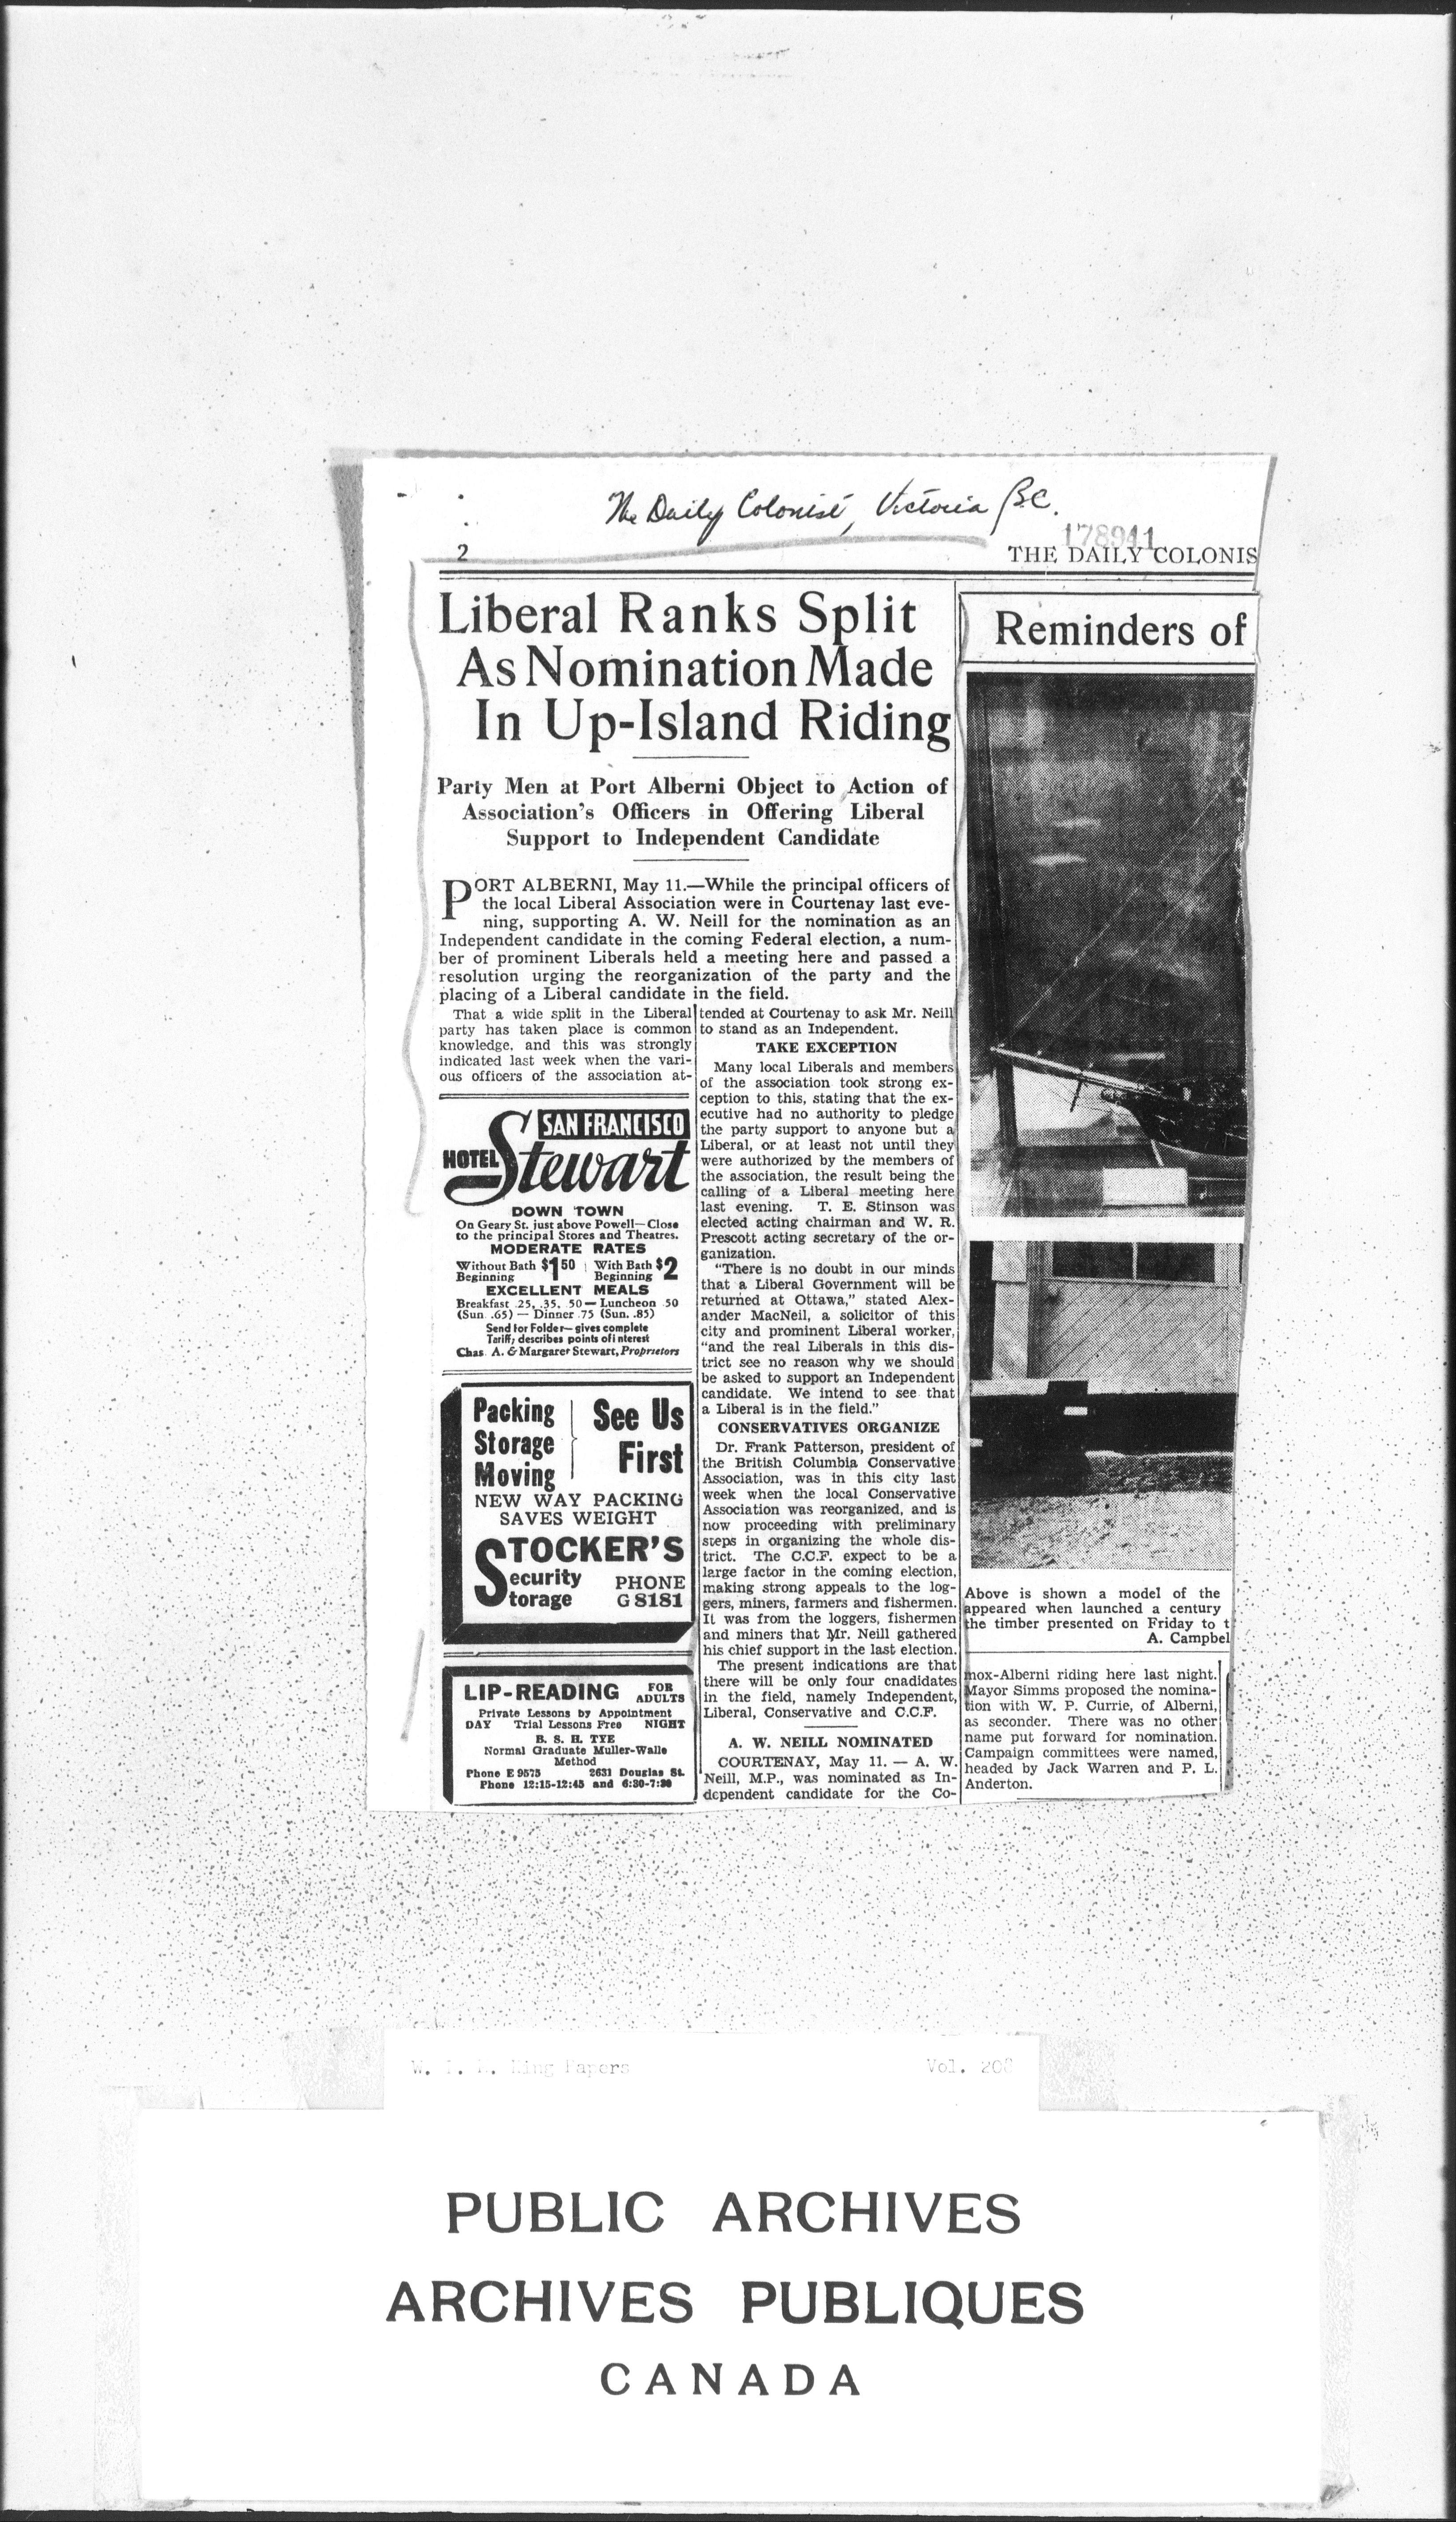 The Daily Colonist, Victoria B.C.
178941
2
THE DAILY COLONIS
Liberal Ranks Split
As Nomination Made
In Up-Island Riding
Party Men at Port Alberni Object to Action of
Association's Officers in Offering Liberal
Support to Independent Candidate
PORT ALBERNI, May 11.—While the principal officers of
the local Liberal Association were in Courtenay last eve-
ning, supporting A. W. Neill for the nomination as an
Independent candidate in the coming Federal election, a num-
ber of prominent Liberals held a meeting here and passed a
resolution urging the reorganization of the party and the
placing of a Liberal candidate in the field.
That a wide split in the Liberal
party has taken place is common
knowledge, and this was strongly
indicated last week when the vari-
ous officers of the association at-
SAN FRANCISCO
HOTEL Stewart
DOWN TOWN
On Geary St. just above Powell—Close
to the principal Stores and Theatres.
MODERATE RATES
Without Bath $1.50 With Bath $2
Beginning Beginning
EXCELLENT MEALS
Breakfast .25, .35, .50—Luncheon .50
(Sun. .65) — Dinner .75 (Sun. .85)
Send for Folder—gives complete
Tariff; describes points of interest
Chas. A. & Margaret Stewart, Proprietors
Packing
Storage
Moving
See Us
First
NEW WAY PACKING
SAVES WEIGHT
STOCKER'S
Security
Storage
PHONE
G 8181
LIP-READING FOR
ADULTS
Private Lessons by Appointment
DAY Trial Lessons Free NIGHT
B. S. H. TYE
Normal Graduate Muller-Walle
Method
Phone E 9575 2631 Douglas St.
Phone 12:15-12:45 and 6:30-7:30
tended at Courtenay to ask Mr. Neill
to stand as an Independent.
TAKE EXCEPTION
Many local Liberals and members
of the association took strong ex-
ception to this, stating that the ex-
ecutive had no authority to pledge
the party support to anyone but a
Liberal, or at least not until they
were authorized by the members of
the association, the result being the
calling of a Liberal meeting here
last evening. T. E. Stinson was
elected acting chairman and W. R.
Prescott acting secretary of the or-
ganization.
"There is no doubt in our minds
that a Liberal Government will be
returned at Ottawa," stated Alex-
ander MacNeil, a solicitor of this
city and prominent Liberal worker,
"and the real Liberals in this dis-
trict see no reason why we should
be asked to support an Independent
candidate. We intend to see that
a Liberal is in the field."
CONSERVATIVES ORGANIZE
Dr. Frank Patterson, president of
the British Columbia Conservative
Association, was in this city last
week when the local Conservative
Association was reorganized, and is
now proceeding with preliminary
steps in organizing the whole dis-
trict. The C.C.F. expect to be a
large factor in the coming election,
making strong appeals to the log-
gers, miners, farmers and fishermen.
It was from the loggers, fishermen
and miners that Mr. Neill gathered
his chief support in the last election.
The present indications are that
there will be only four cnadidates
in the field, namely Independent,
Liberal, Conservative and C.C.F.
A. W. NEILL NOMINATED
COURTENAY, May 11. — A. W.
Neill, M.P., was nominated as In-
dependent candidate for the Co-
Reminders of
Above is shown a model of the
appeared when launched a century
the timber presented on Friday to t
A. Campbel
mox-Alberni riding here last night.
Mayor Simms proposed the nomina-
tion with W. P. Currie, of Alberni,
as seconder. There was no other
name put forward for nomination.
Campaign committees were named,
headed by Jack Warren and P. L.
Anderton.
W. L. M. King Papers
Vol. 208
PUBLIC ARCHIVES
ARCHIVES PUBLIQUES
CANADA